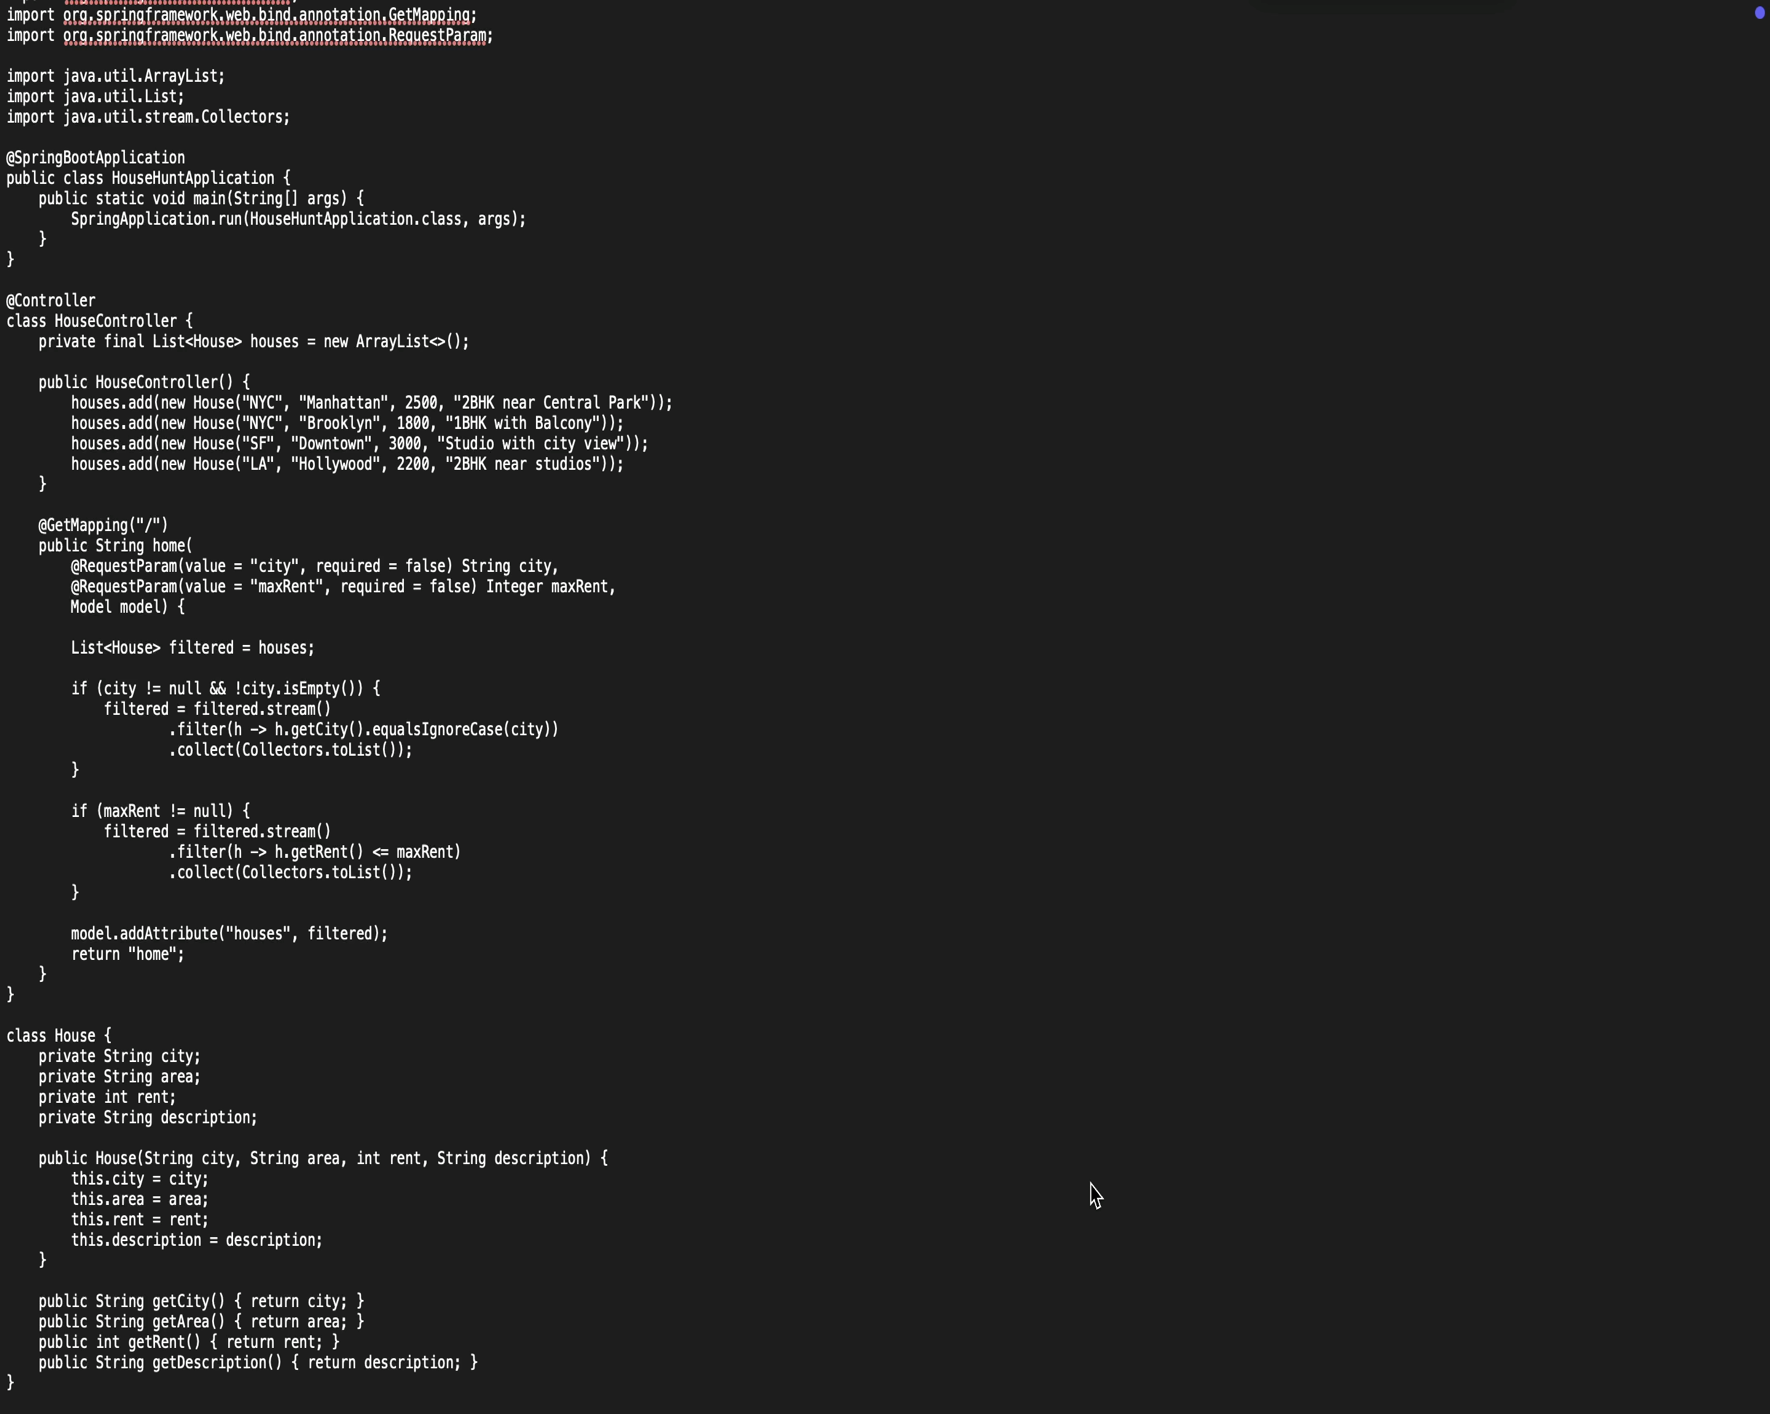 import org.springframework.web.bind.annotation.GetMapping;
import org.springframework.web.bind.annotation.RequestParam;

import java.util.ArrayList;
import java.util.List;
import java.util.stream.Collectors;

@SpringBootApplication
public class HouseHuntApplication {
    public static void main(String[] args) {
        SpringApplication.run(HouseHuntApplication.class, args);
    }
}

@Controller
class HouseController {
    private final List<House> houses = new ArrayList<>();

    public HouseController() {
        houses.add(new House("NYC", "Manhattan", 2500, "2BHK near Central Park"));
        houses.add(new House("NYC", "Brooklyn", 1800, "1BHK with Balcony"));
        houses.add(new House("SF", "Downtown", 3000, "Studio with city view"));
        houses.add(new House("LA", "Hollywood", 2200, "2BHK near studios"));
    }

    @GetMapping("/")
    public String home(
        @RequestParam(value = "city", required = false) String city,
        @RequestParam(value = "maxRent", required = false) Integer maxRent,
        Model model) {

        List<House> filtered = houses;

        if (city != null && !city.isEmpty()) {
            filtered = filtered.stream()
                    .filter(h -> h.getCity().equalsIgnoreCase(city))
                    .collect(Collectors.toList());
        }

        if (maxRent != null) {
            filtered = filtered.stream()
                    .filter(h -> h.getRent() <= maxRent)
                    .collect(Collectors.toList());
        }

        model.addAttribute("houses", filtered);
        return "home";
    }
}

class House {
    private String city;
    private String area;
    private int rent;
    private String description;

    public House(String city, String area, int rent, String description) {
        this.city = city;
        this.area = area;
        this.rent = rent;
        this.description = description;
    }

    public String getCity() { return city; }
    public String getArea() { return area; }
    public int getRent() { return rent; }
    public String getDescription() { return description; }
}